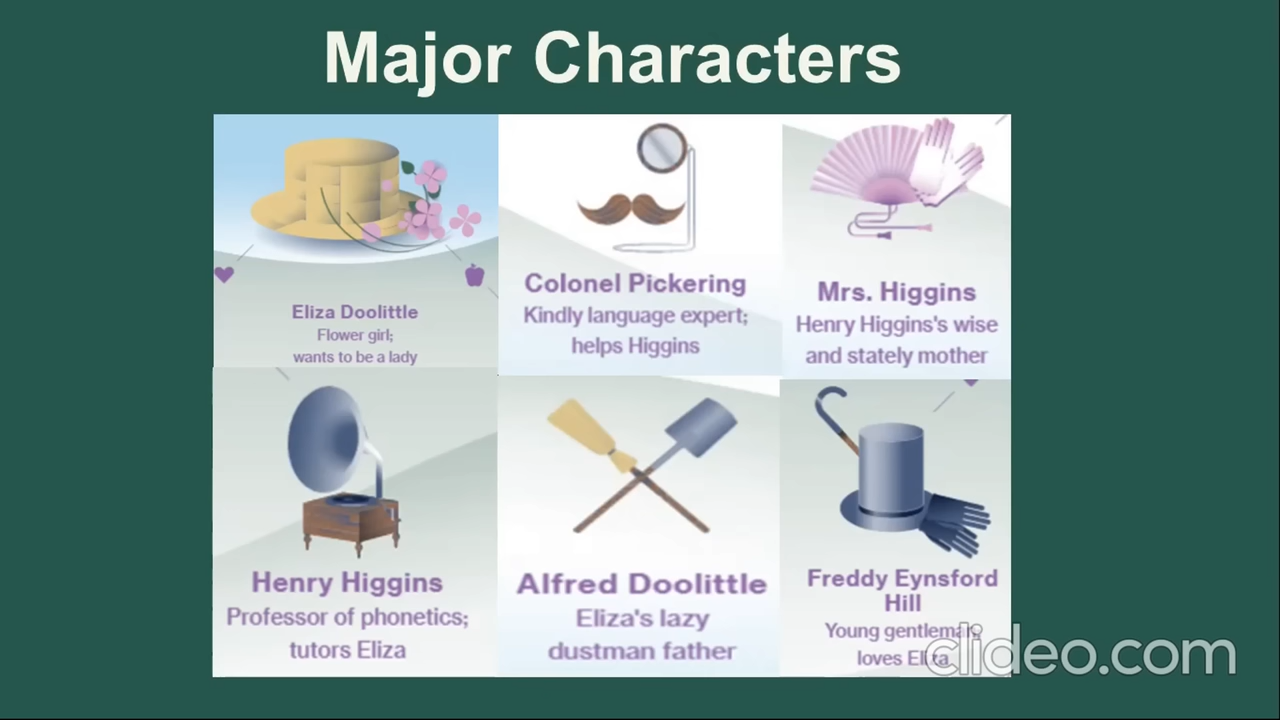 Major Characters
Eliza Doolittle
Flower girl;
wants to be a lady
Colonel Pickering
Kindly language expert;
helps Higgins
Mrs. Higgins
Henry Higgins's wise
and stately mother
Henry Higgins
Professor of phonetics;
tutors Eliza
Alfred Doolittle
Eliza's lazy
dustman father
Freddy Eynsford
Hill
Young gentleman,
loves Eliza
clideo.com